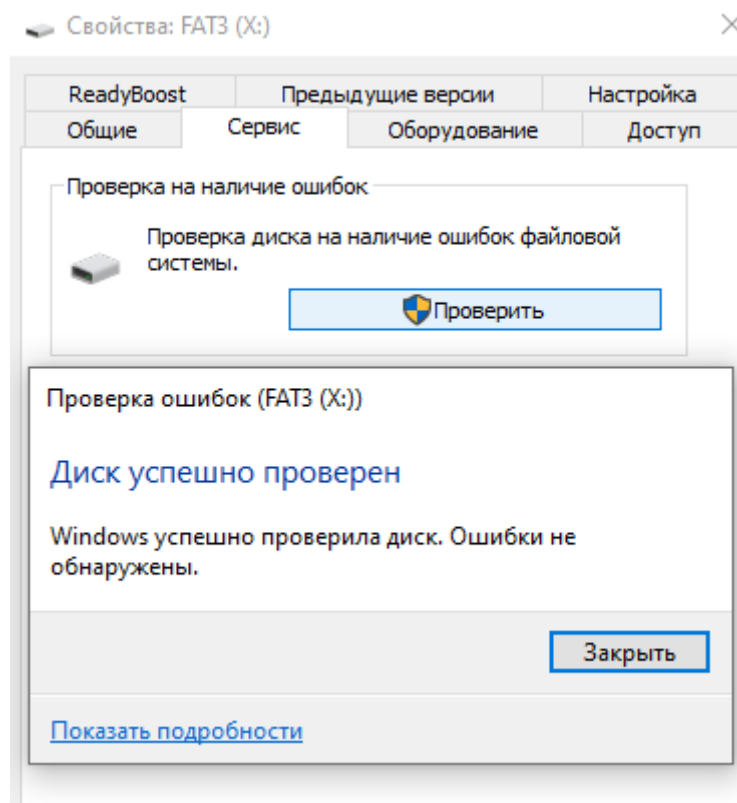 Свойства: FAT3 (X:)
ReadyBoost Предыдущие версии Настройка
Общие Сервис Оборудование Доступ
Проверка на наличие ошибок
Проверка диска на наличие ошибок файловой
системы.
Проверить
Проверка ошибок (FAT3 (X:))
Диск успешно проверен
Windows успешно проверила диск. Ошибки не
обнаружены.
Закрыть
Показать подробности